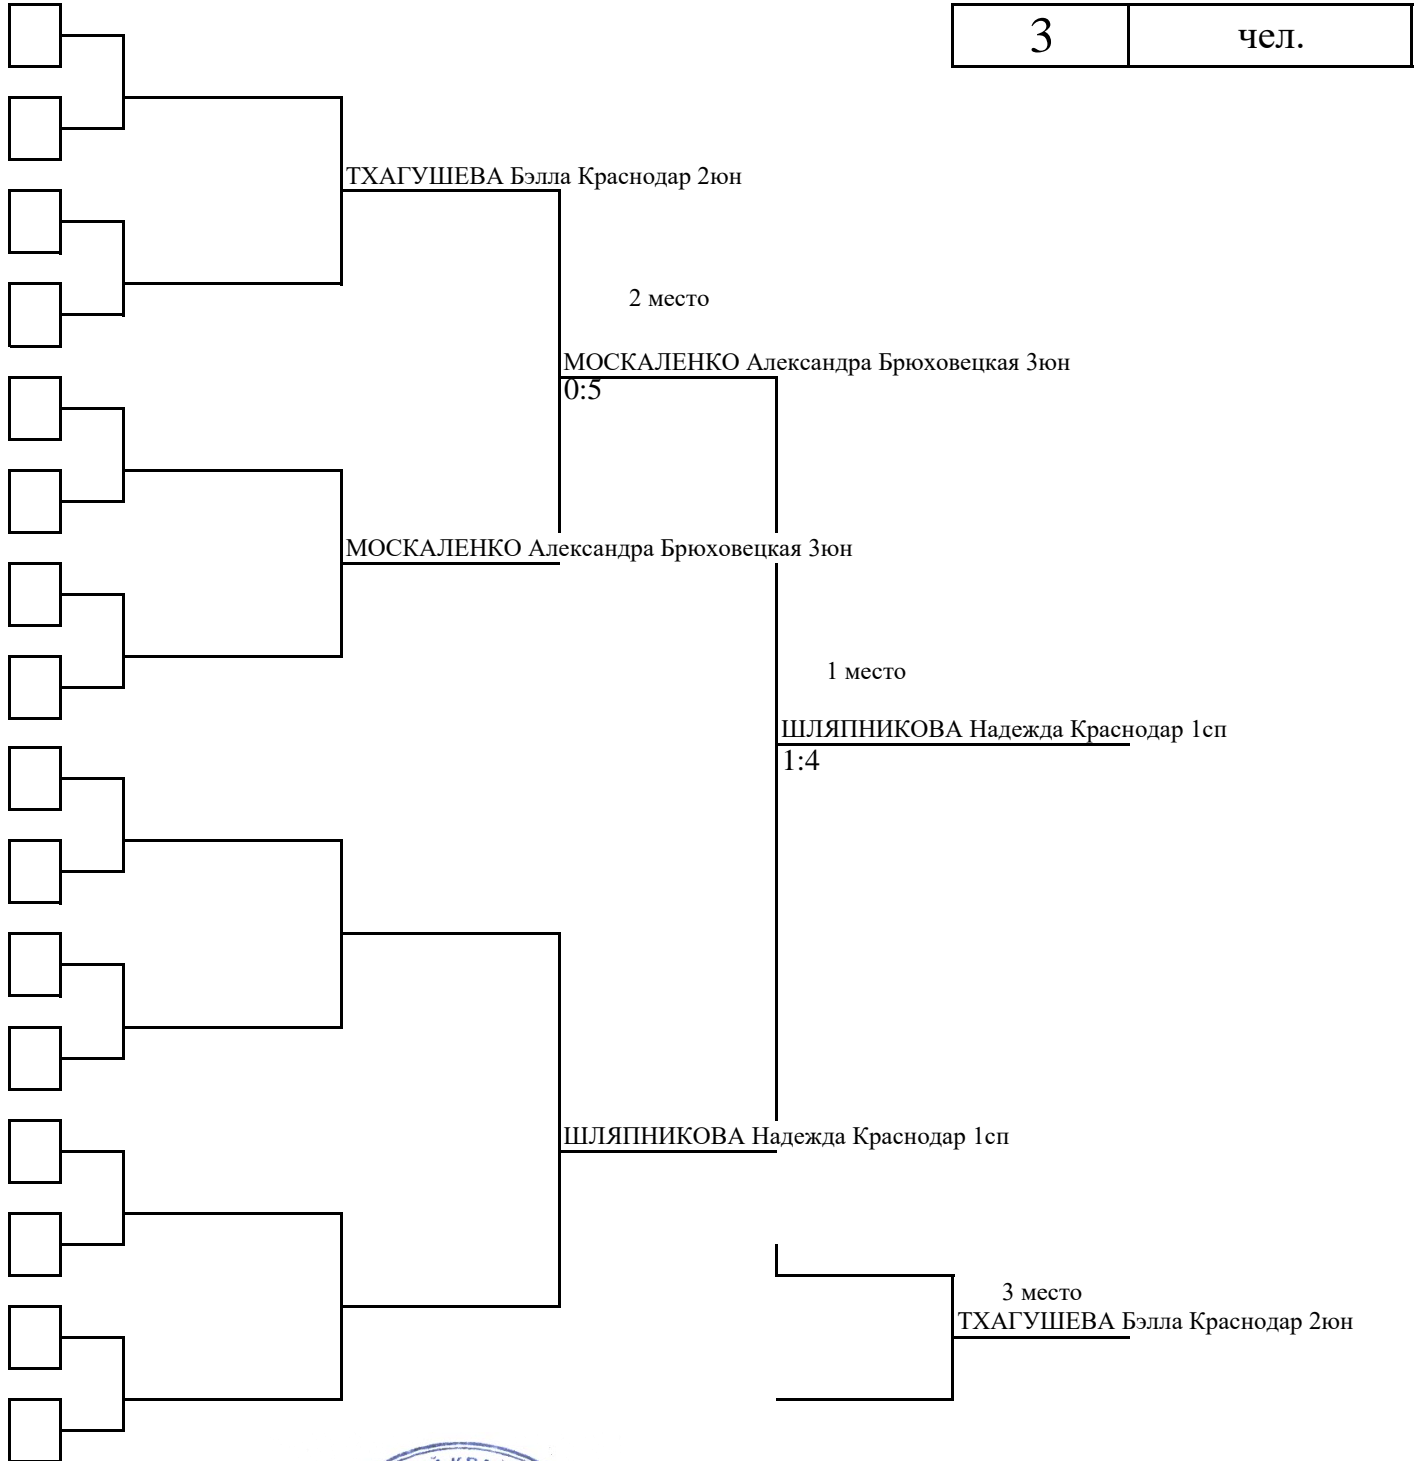 3 чел.
ТХАГУШЕВА Бэлла Краснодар 2юн
2 место
МОСКАЛЕНКО Александра Брюховецкая 3юн
0:5
МОСКАЛЕНКО Александра Брюховецкая 3юн
1 место
ШЛЯПНИКОВА Надежда Краснодар 1сп
1:4
ШЛЯПНИКОВА Надежда Краснодар 1сп
3 место
ТХАГУШЕВА Бэлла Краснодар 2юн